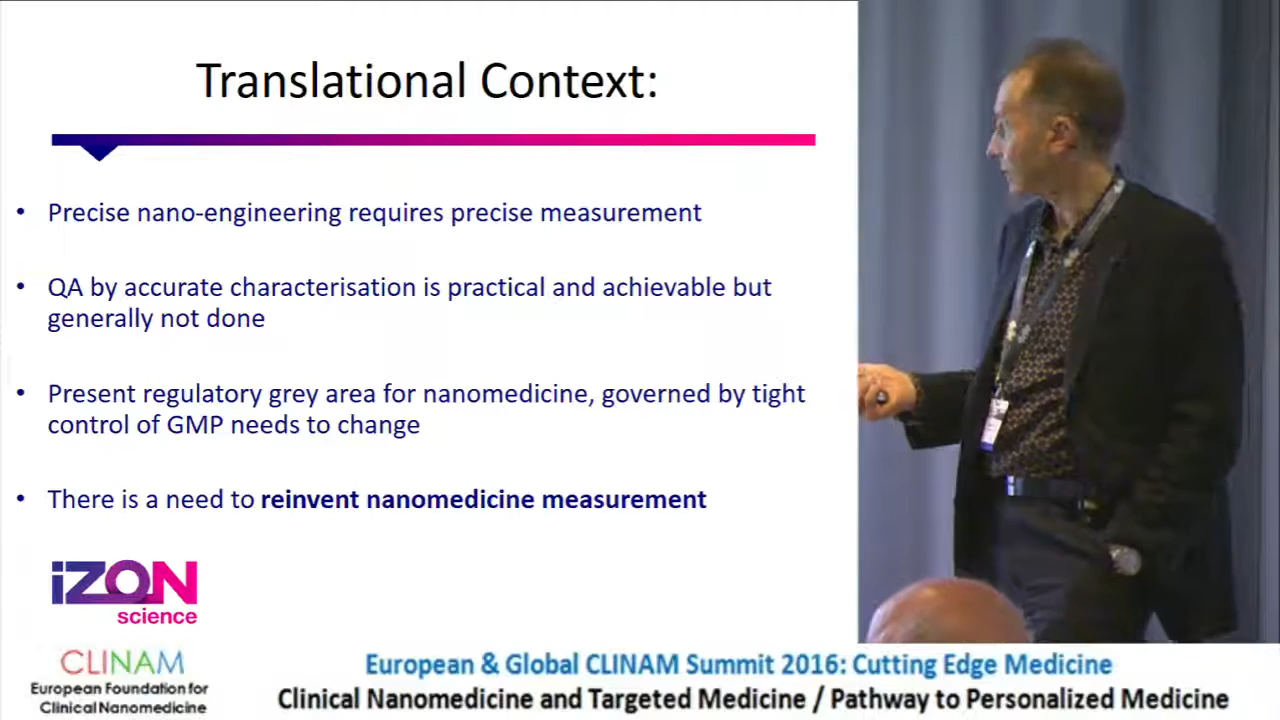 Translational Context:
• Precise nano-engineering requires precise measurement
• QA by accurate characterisation is practical and achievable but
generally not done
• Present regulatory grey area for nanomedicine, governed by tight
control of GMP needs to change
• There is a need to reinvent nanomedicine measurement
iZON
science
CLINAM
European Foundation for
Clinical Nanomedicine
European & Global CLINAM Summit 2016: Cutting Edge Medicine
Clinical Nanomedicine and Targeted Medicine / Pathway to Personalized Medicine